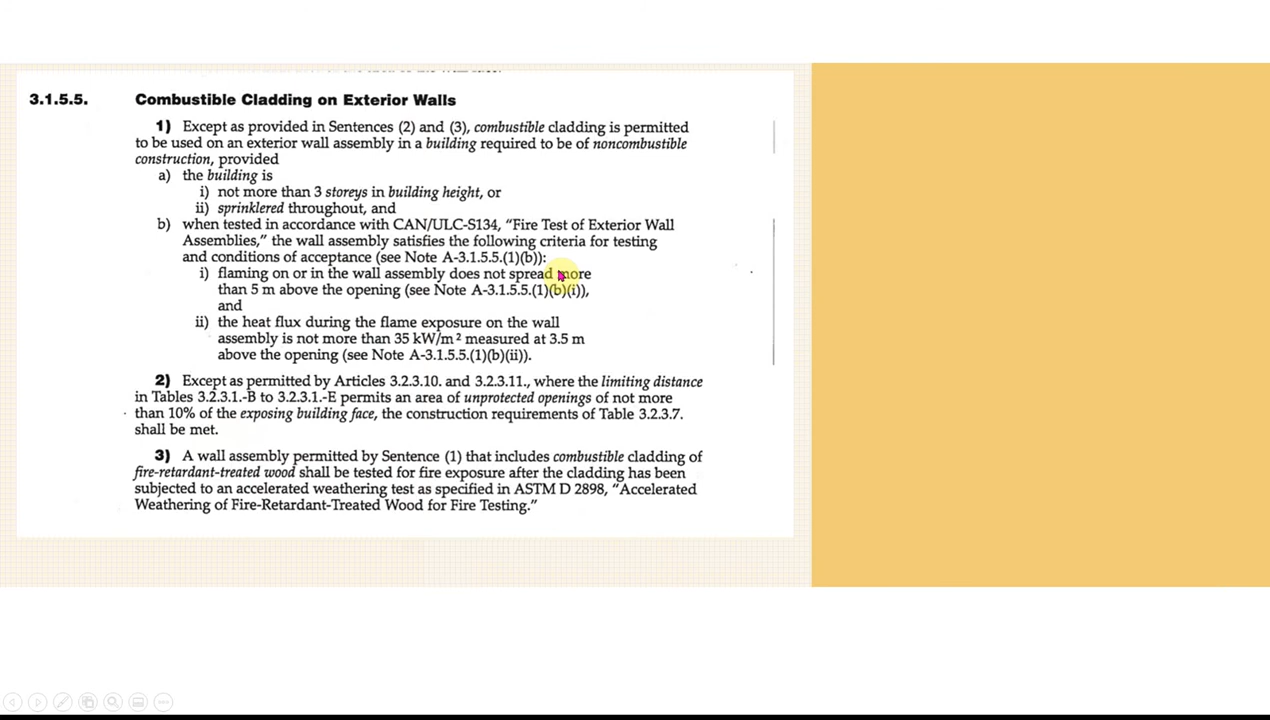 3.1.5.5. Combustible Cladding on Exterior Walls
1) Except as provided in Sentences (2) and (3), combustible cladding is permitted
to be used on an exterior wall assembly in a building required to be of noncombustible
construction, provided
a) the building is
i) not more than 3 storeys in building height, or
ii) sprinklered throughout, and
b) when tested in accordance with CAN/ULC-S134, “Fire Test of Exterior Wall
Assemblies,” the wall assembly satisfies the following criteria for testing
and conditions of acceptance (see Note A-3.1.5.5.(1)(b)):
i) flaming on or in the wall assembly does not spread more
than 5 m above the opening (see Note A-3.1.5.5.(1)(b)(i)),
and
ii) the heat flux during the flame exposure on the wall
assembly is not more than 35 kW/m² measured at 3.5 m
above the opening (see Note A-3.1.5.5.(1)(b)(ii)).
2) Except as permitted by Articles 3.2.3.10. and 3.2.3.11., where the limiting distance
in Tables 3.2.3.1.-B to 3.2.3.1.-E permits an area of unprotected openings of not more
than 10% of the exposing building face, the construction requirements of Table 3.2.3.7.
shall be met.
3) A wall assembly permitted by Sentence (1) that includes combustible cladding of
fire-retardant-treated wood shall be tested for fire exposure after the cladding has been
subjected to an accelerated weathering test as specified in ASTM D 2898, “Accelerated
Weathering of Fire-Retardant-Treated Wood for Fire Testing.”